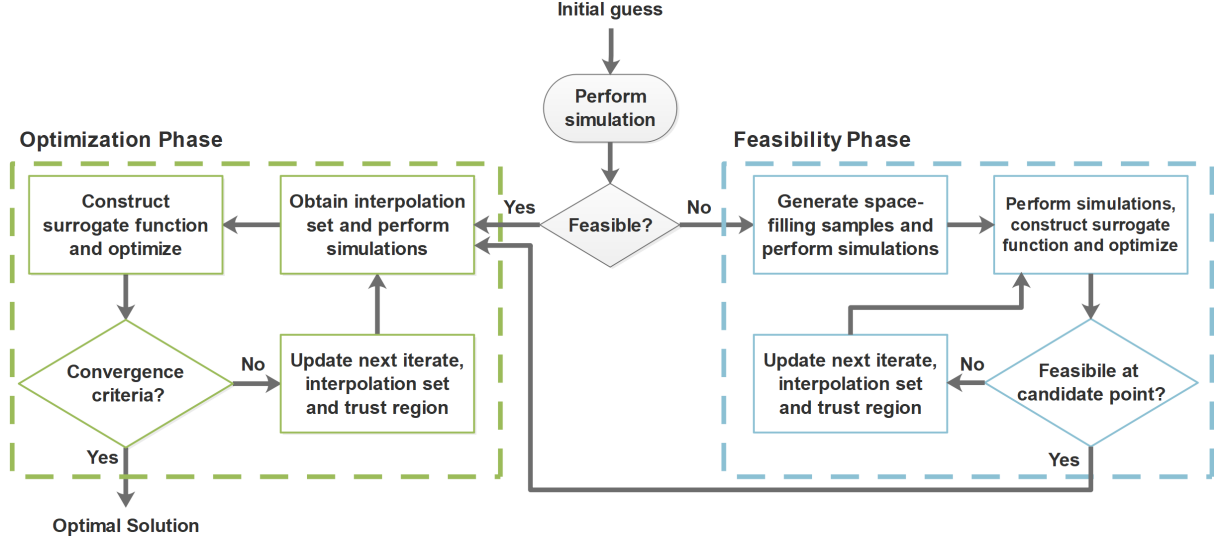 Initial guess
Perform
simulation
Optimization Phase
Feasibility Phase
Construct
surrogate function
and optimize
Obtain interpolation
set and perform
simulations
Yes
Feasible?
No
Generate space-
filling samples and
perform simulations
Perform simulations,
construct surrogate
function and optimize
Convergence
criteria?
No
Update next iterate,
interpolation set
and trust region
Update next iterate,
interpolation set
and trust region
No
Feasibile at
candidate point?
Yes
Yes
Optimal Solution